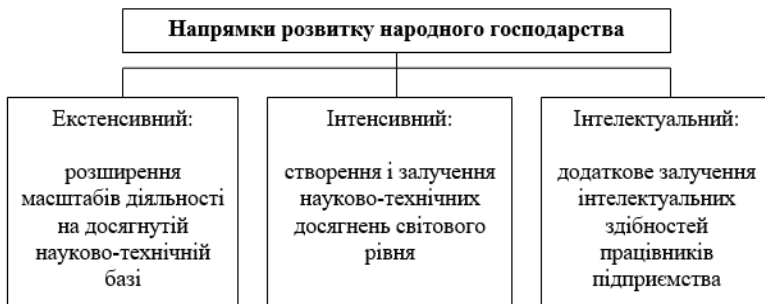 Напрямки розвитку народного господарства
Екстенсивний:
розширення
масштабів діяльності
на досягнутій
науково-технічній
базі
Інтенсивний:
створення і залучення
науково-технічних
досягнень світового
рівня
Інтелектуальний:
додаткове залучення
інтелектуальних
здібностей
працівників
підприємства